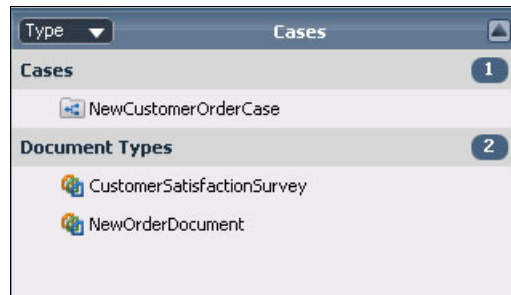 Type Cases
Cases 1
NewCustomerOrderCase
Document Types 2
CustomerSatisfactionSurvey
NewOrderDocument